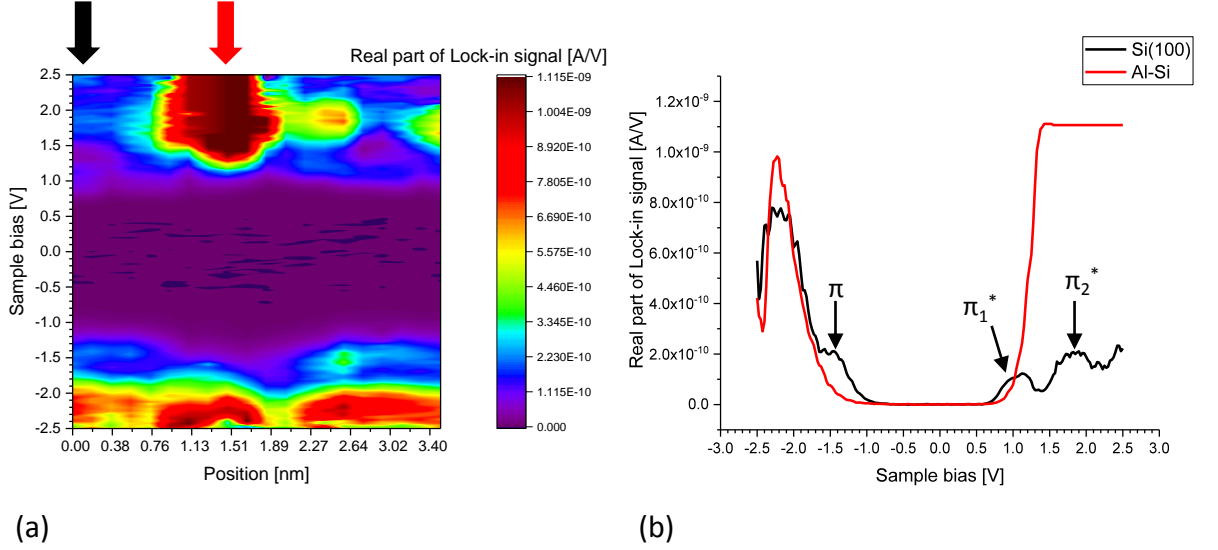 Real part of Lock-in signal [A/V]
2.5
2.0
1.5
1.0
0.5
0.0
-0.5
-1.0
-1.5
-2.0
-2.5
Sample bias [V]
0.00 0.38 0.76 1.13 1.51 1.89 2.27 2.64 3.02 3.40
Position [nm]
1.115E-09
1.004E-09
8.920E-10
7.805E-10
6.690E-10
5.575E-10
4.460E-10
3.345E-10
2.230E-10
1.115E-10
0.000
(a)
Si(100)
Al-Si
1.2x10⁻⁹
1.0x10⁻⁹
8.0x10⁻¹⁰
6.0x10⁻¹⁰
4.0x10⁻¹⁰
2.0x10⁻¹⁰
0.0
Real part of Lock-in signal [A/V]
π
π₁*
π₂*
-3.0 -2.5 -2.0 -1.5 -1.0 -0.5 0.0 0.5 1.0 1.5 2.0 2.5 3.0
Sample bias [V]
(b)